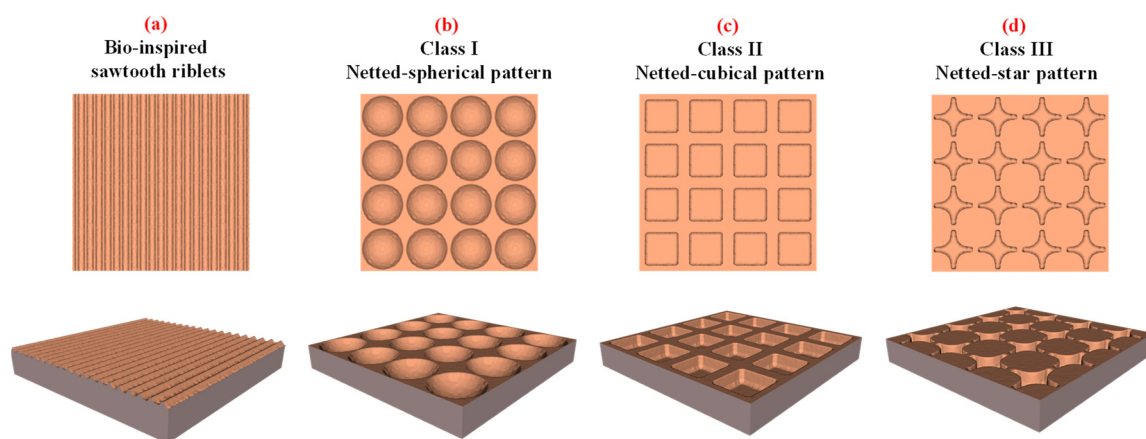 (a)
Bio-inspired
sawtooth riblets
(b)
Class I
Netted-spherical pattern
(c)
Class II
Netted-cubical pattern
(d)
Class III
Netted-star pattern